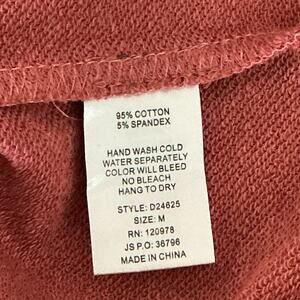 95% COTTON
5% SPANDEX
HAND WASH COLD
WATER SEPARATELY
COLOR WILL BLEED
NO BLEACH
HANG TO DRY
STYLE: D24625
SIZE: M
RN: 120978
JS P.O: 36796
MADE IN CHINA